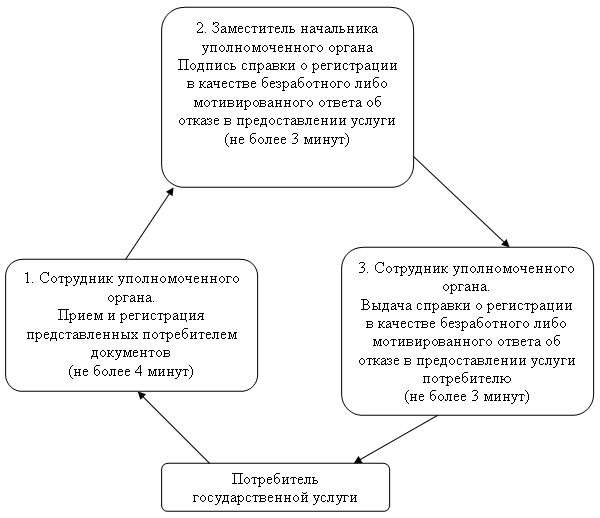 2. Заместитель начальника
уполномоченного органа
Подпись справки о регистрации
в качестве безработного либо
мотивированного ответа об
отказе в предоставлении услуги
(не более 3 минут)
1. Сотрудник уполномоченного
органа.
Прием и регистрация
представленных потребителем
документов
(не более 4 минут)
3. Сотрудник уполномоченного
органа.
Выдача справки о регистрации
в качестве безработного либо
мотивированного ответа об
отказе в предоставлении услуги
потребителю
(не более 3 минут)
Потребитель
государственной услуги